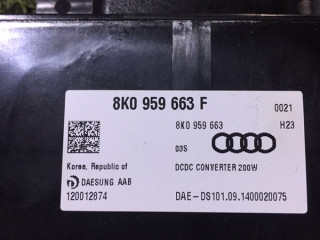 8K0 959 663 F
0021
8K0 959 663
H23
03S
Korea, Republic of
DCDC CONVERTER 200W
DAESUNG AAB
120012874
DAE-DS101.09.1400020075